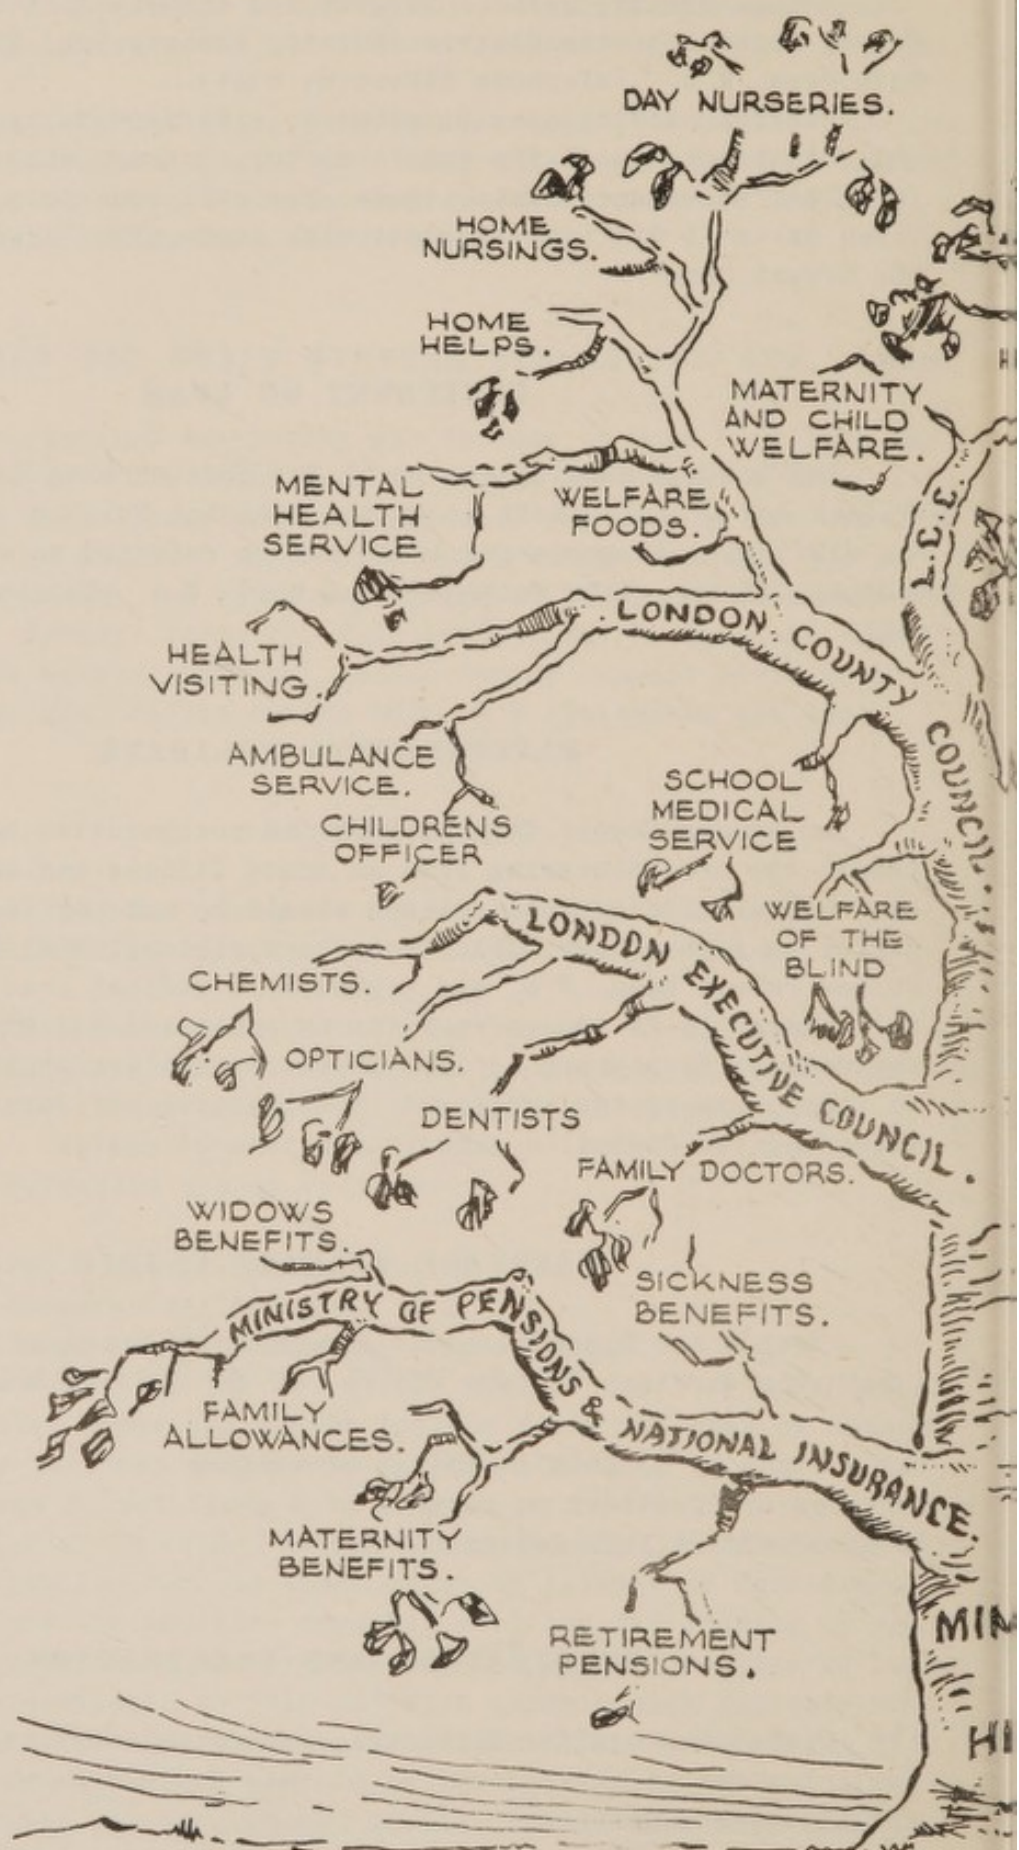 DAY NURSERIES.
HOME
NURSINGS.
HOME
HELPS.
MATERNITY
AND CHILD
WELFARE.
L.C.C.
MENTAL
HEALTH
SERVICE
WELFARE
FOODS.
LONDON COUNTY COUNCIL.
HEALTH
VISITING.
AMBULANCE
SERVICE.
CHILDRENS
OFFICER
SCHOOL
MEDICAL
SERVICE
WELFARE
OF THE
BLIND
LONDON EXECUTIVE COUNCIL.
CHEMISTS.
OPTICIANS.
DENTISTS
FAMILY DOCTORS.
WIDOWS
BENEFITS.
SICKNESS
BENEFITS.
MINISTRY OF PENSIONS & NATIONAL INSURANCE.
FAMILY
ALLOWANCES.
MATERNITY
BENEFITS.
RETIREMENT
PENSIONS.
MIN
HI